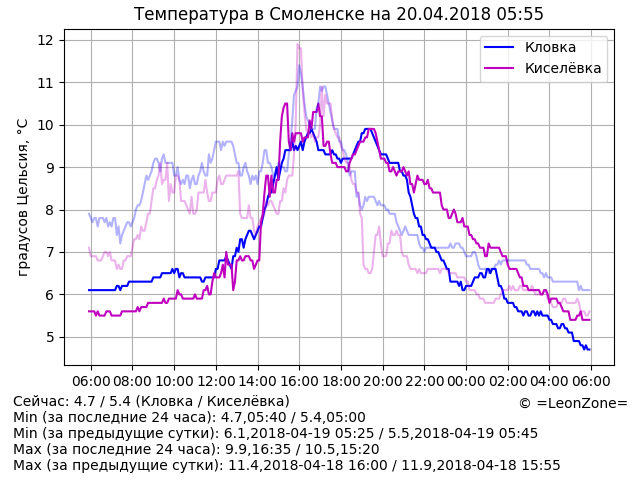 Температура в Смоленске на 20.04.2018 05:55
Кловка
Киселёвка
градусов Цельсия, °C
12
11
10
9
8
7
6
5
06:00 08:00 10:00 12:00 14:00 16:00 18:00 20:00 22:00 00:00 02:00 04:00 06:00
Сейчас: 4.7 / 5.4 (Кловка / Киселёвка)
© =LeonZone=
Min (за последние 24 часа): 4.7,05:40 / 5.4,05:00
Min (за предыдущие сутки): 6.1,2018-04-19 05:25 / 5.5,2018-04-19 05:45
Max (за последние 24 часа): 9.9,16:35 / 10.5,15:20
Max (за предыдущие сутки): 11.4,2018-04-18 16:00 / 11.9,2018-04-18 15:55